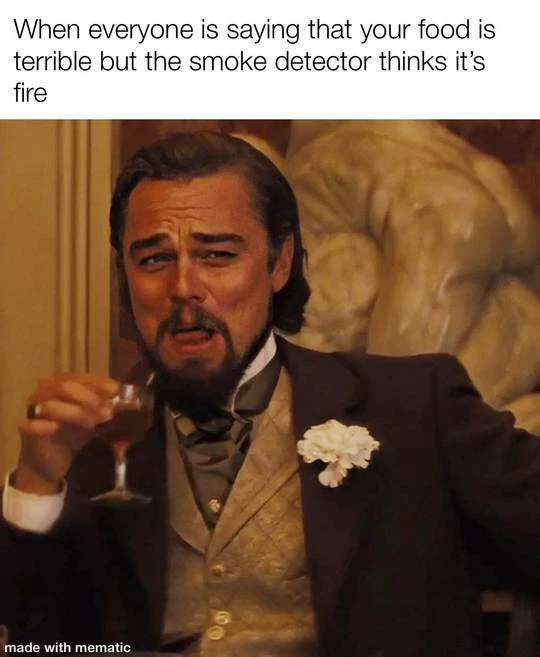 When everyone is saying that your food is
terrible but the smoke detector thinks it’s
fire
made with mematic